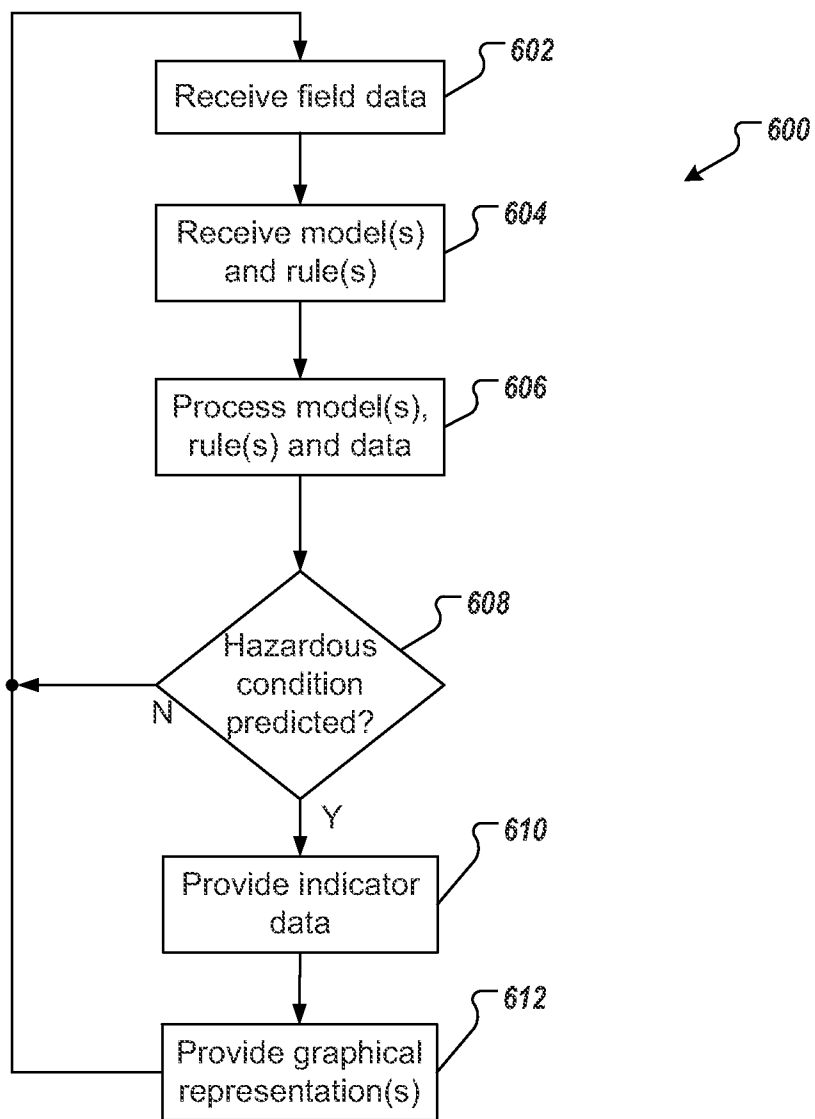 602
Receive field data
600
604
Receive model(s)
and rule(s)
606
Process model(s),
rule(s) and data
608
Hazardous
condition
predicted?
N
Y
610
Provide indicator
data
612
Provide graphical
representation(s)